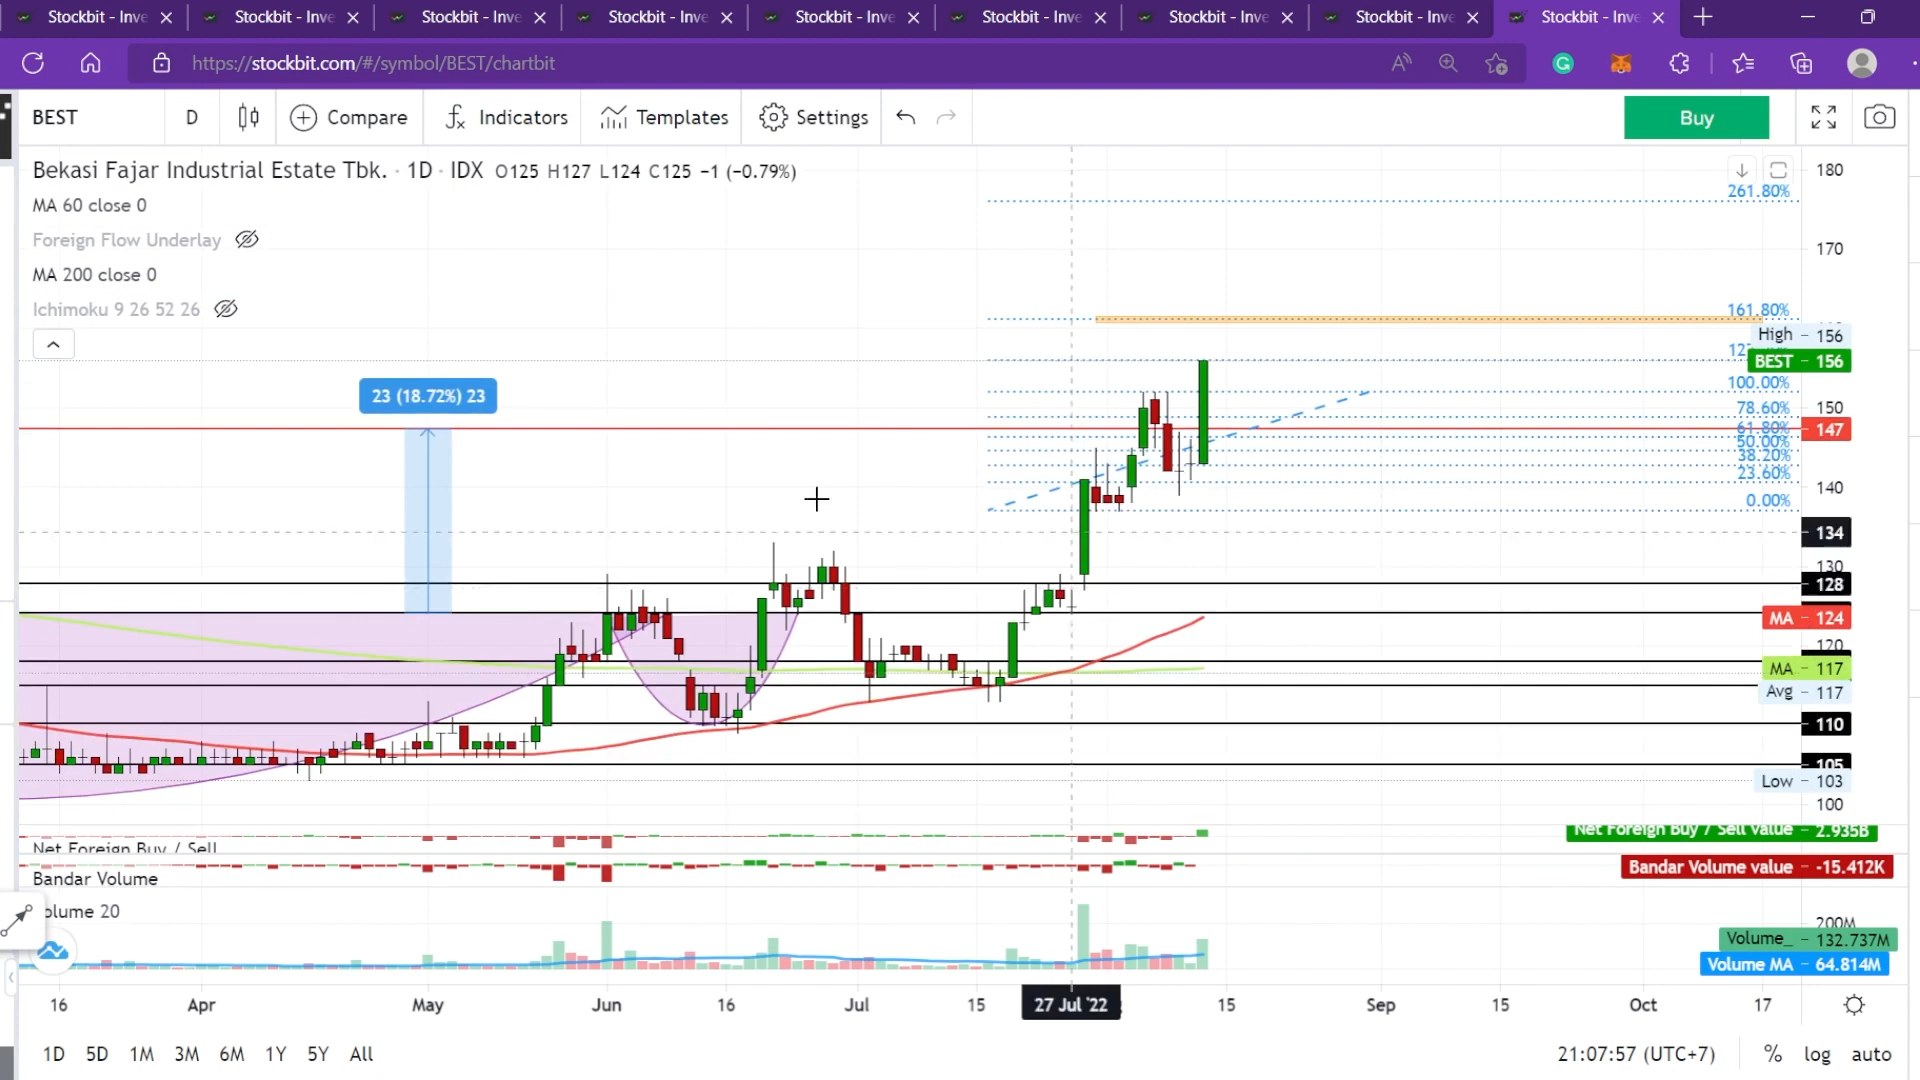 Stockbit - Inve
Stockbit - Inve
Stockbit - Inve
Stockbit - Inve
Stockbit - Inve
Stockbit - Inve
Stockbit - Inve
Stockbit - Inve
Stockbit - Inve
https://stockbit.com/#/symbol/BEST/chartbit
BEST D Compare Indicators Templates Settings Buy
Bekasi Fajar Industrial Estate Tbk. · 1D · IDX O125 H127 L124 C125 −1 (−0.79%)
MA 60 close 0
Foreign Flow Underlay
MA 200 close 0
Ichimoku 9 26 52 26
23 (18.72%) 23
261.80%
161.80%
100.00%
78.60%
61.80%
50.00%
38.20%
23.60%
0.00%
180
170
High – 156
BEST – 156
150
147
140
134
130
128
MA – 124
120
MA – 117
Avg – 117
110
105
Low – 103
100
Net Foreign Buy / Sell
Net Foreign Buy / Sell value – 2.935B
Bandar Volume
Bandar Volume value – -15.412K
olume 20
200M
Volume_ – 132.737M
Volume MA – 64.814M
16 Apr May Jun 16 Jul 15 27 Jul '22 15 Sep 15 Oct 17
1D 5D 1M 3M 6M 1Y 5Y All
21:07:57 (UTC+7) % log auto